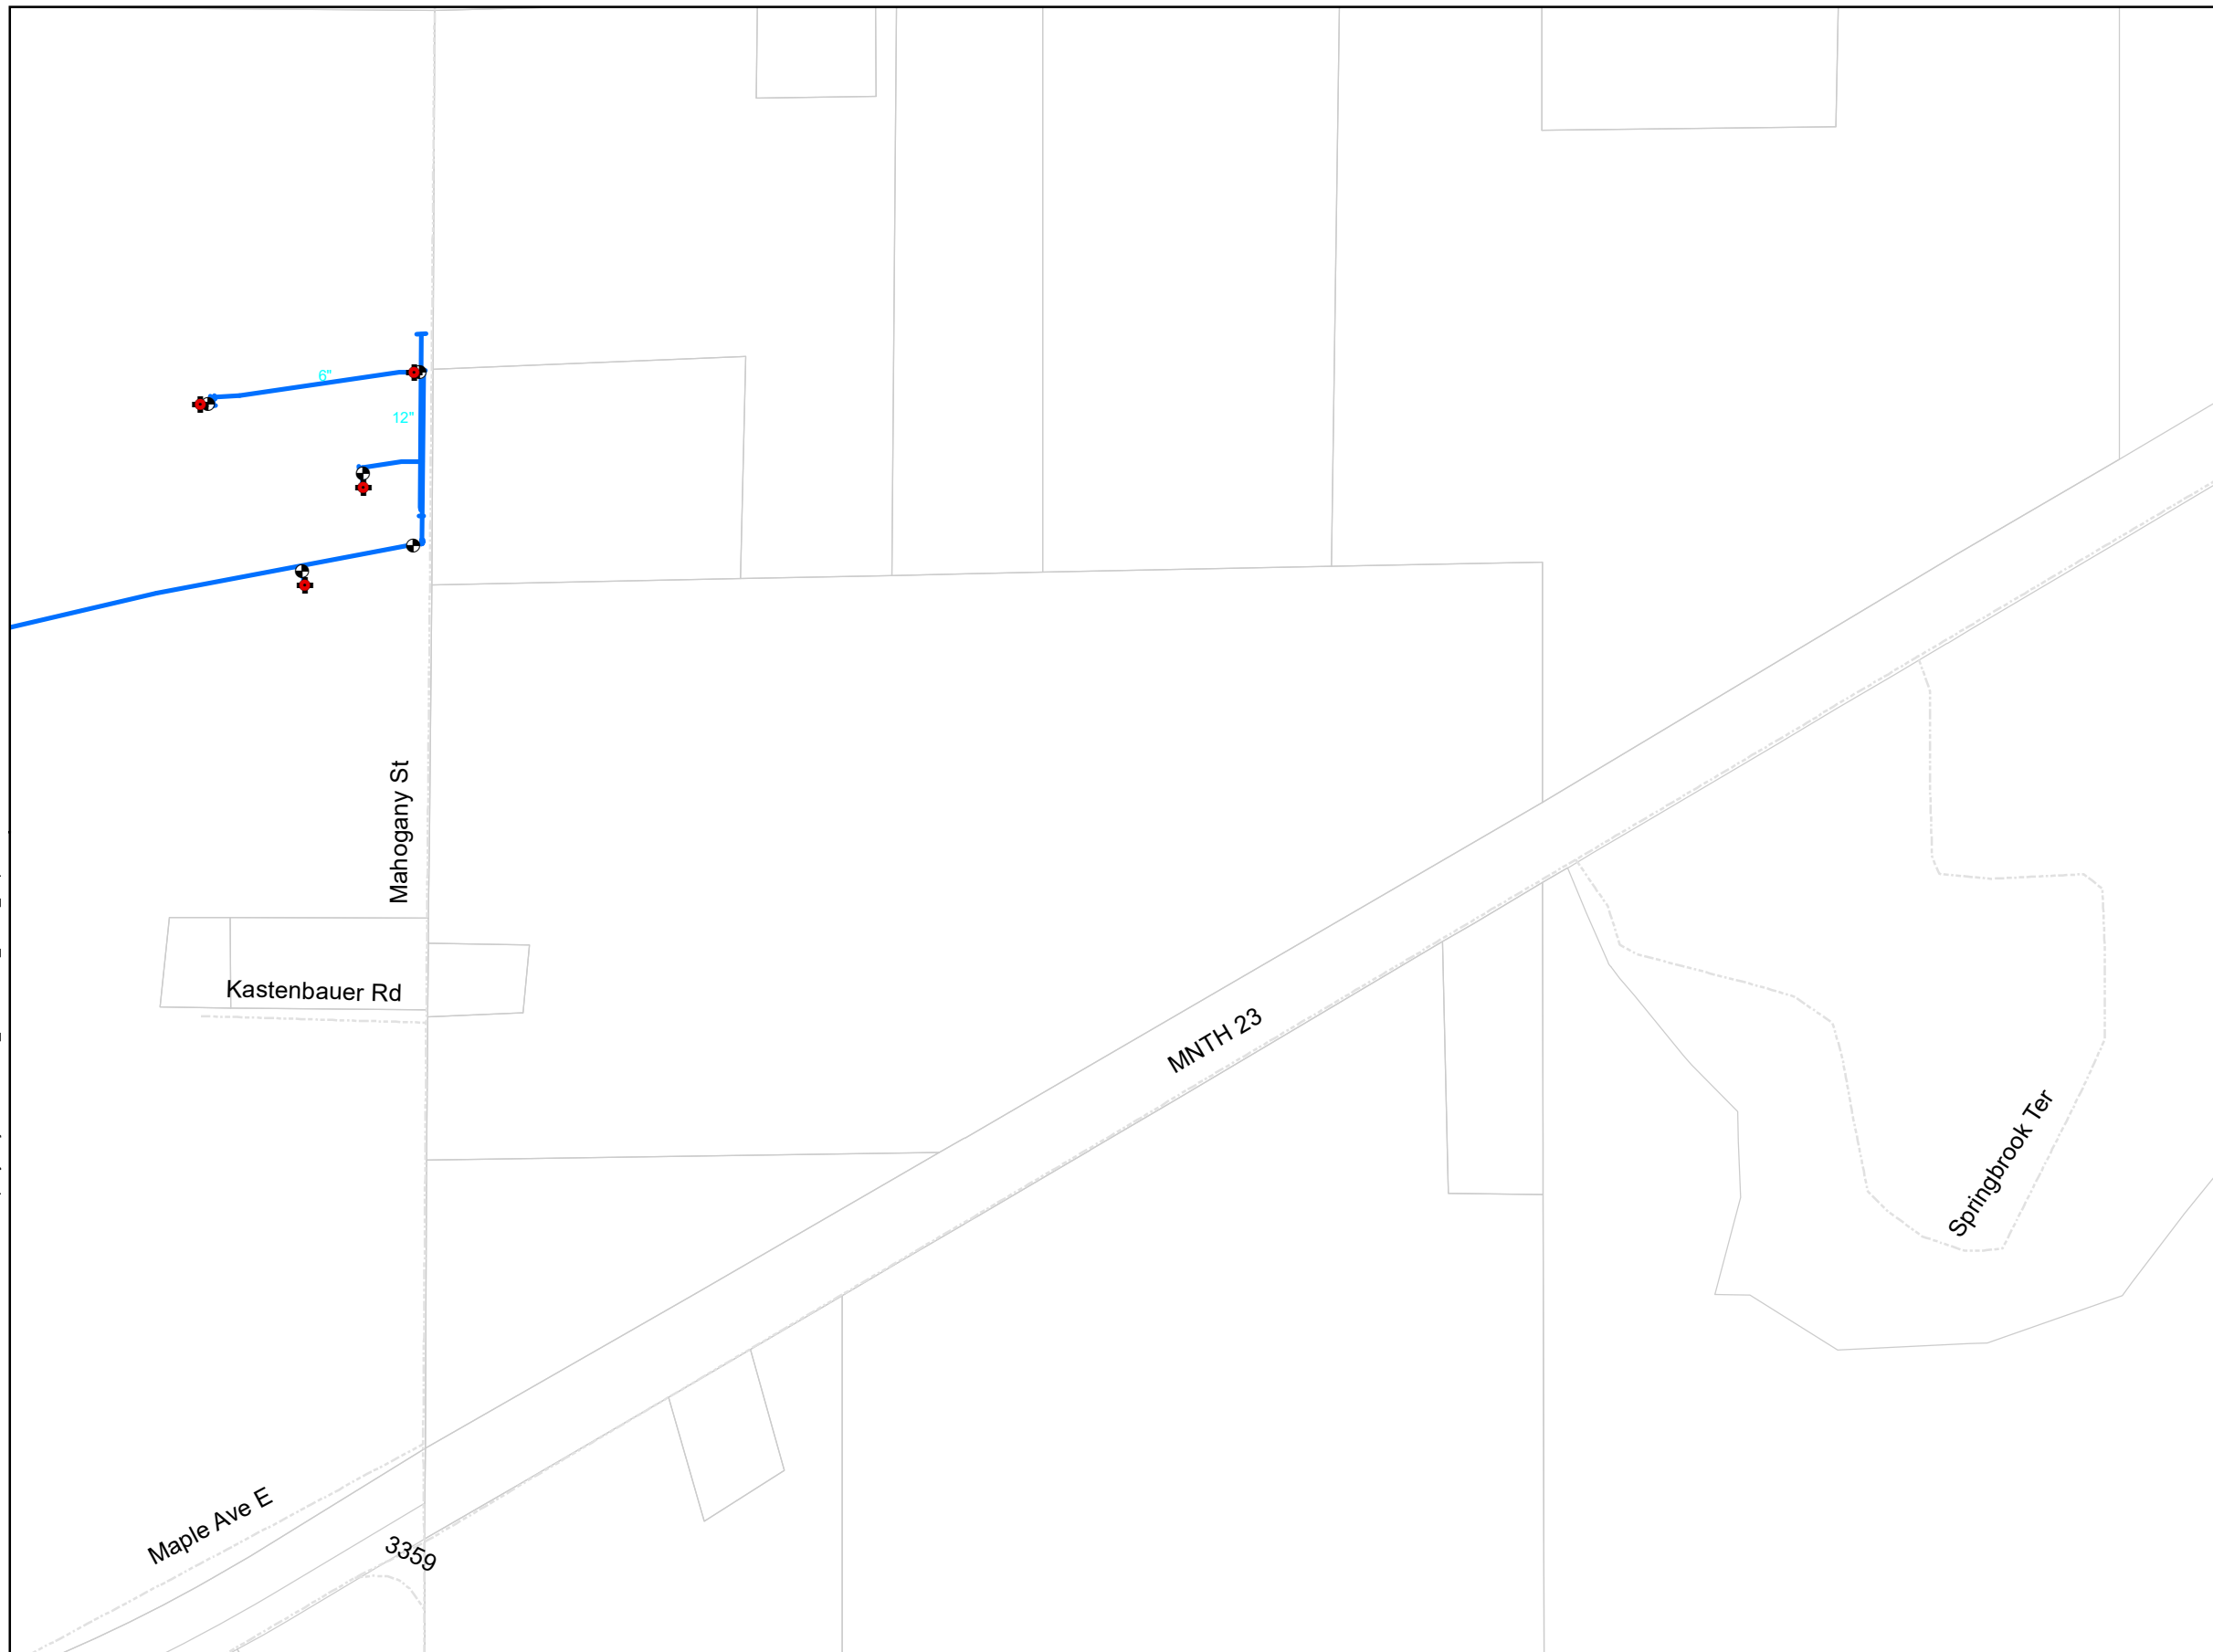 6"
12"
Mahogany St
Kastenbauer Rd
MNTH 23
Springbrook Ter
Maple Ave E
3359